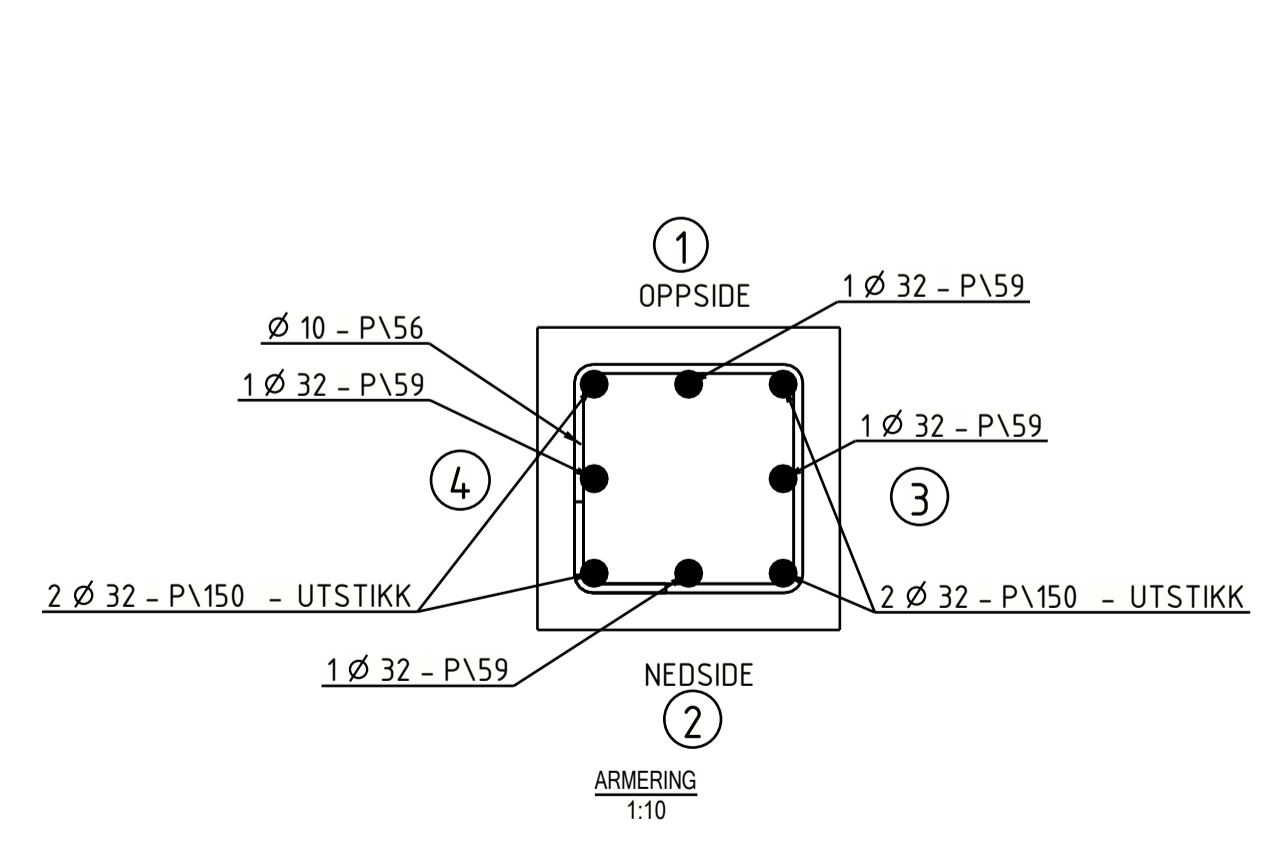 1
OPPSIDE
1 Ø 32 - P\59
Ø 10 - P\56
1 Ø 32 - P\59
1 Ø 32 - P\59
4
3
2 Ø 32 - P\150 - UTSTIKK
2 Ø 32 - P\150 - UTSTIKK
1 Ø 32 - P\59
NEDSIDE
2
ARMERING
1:10